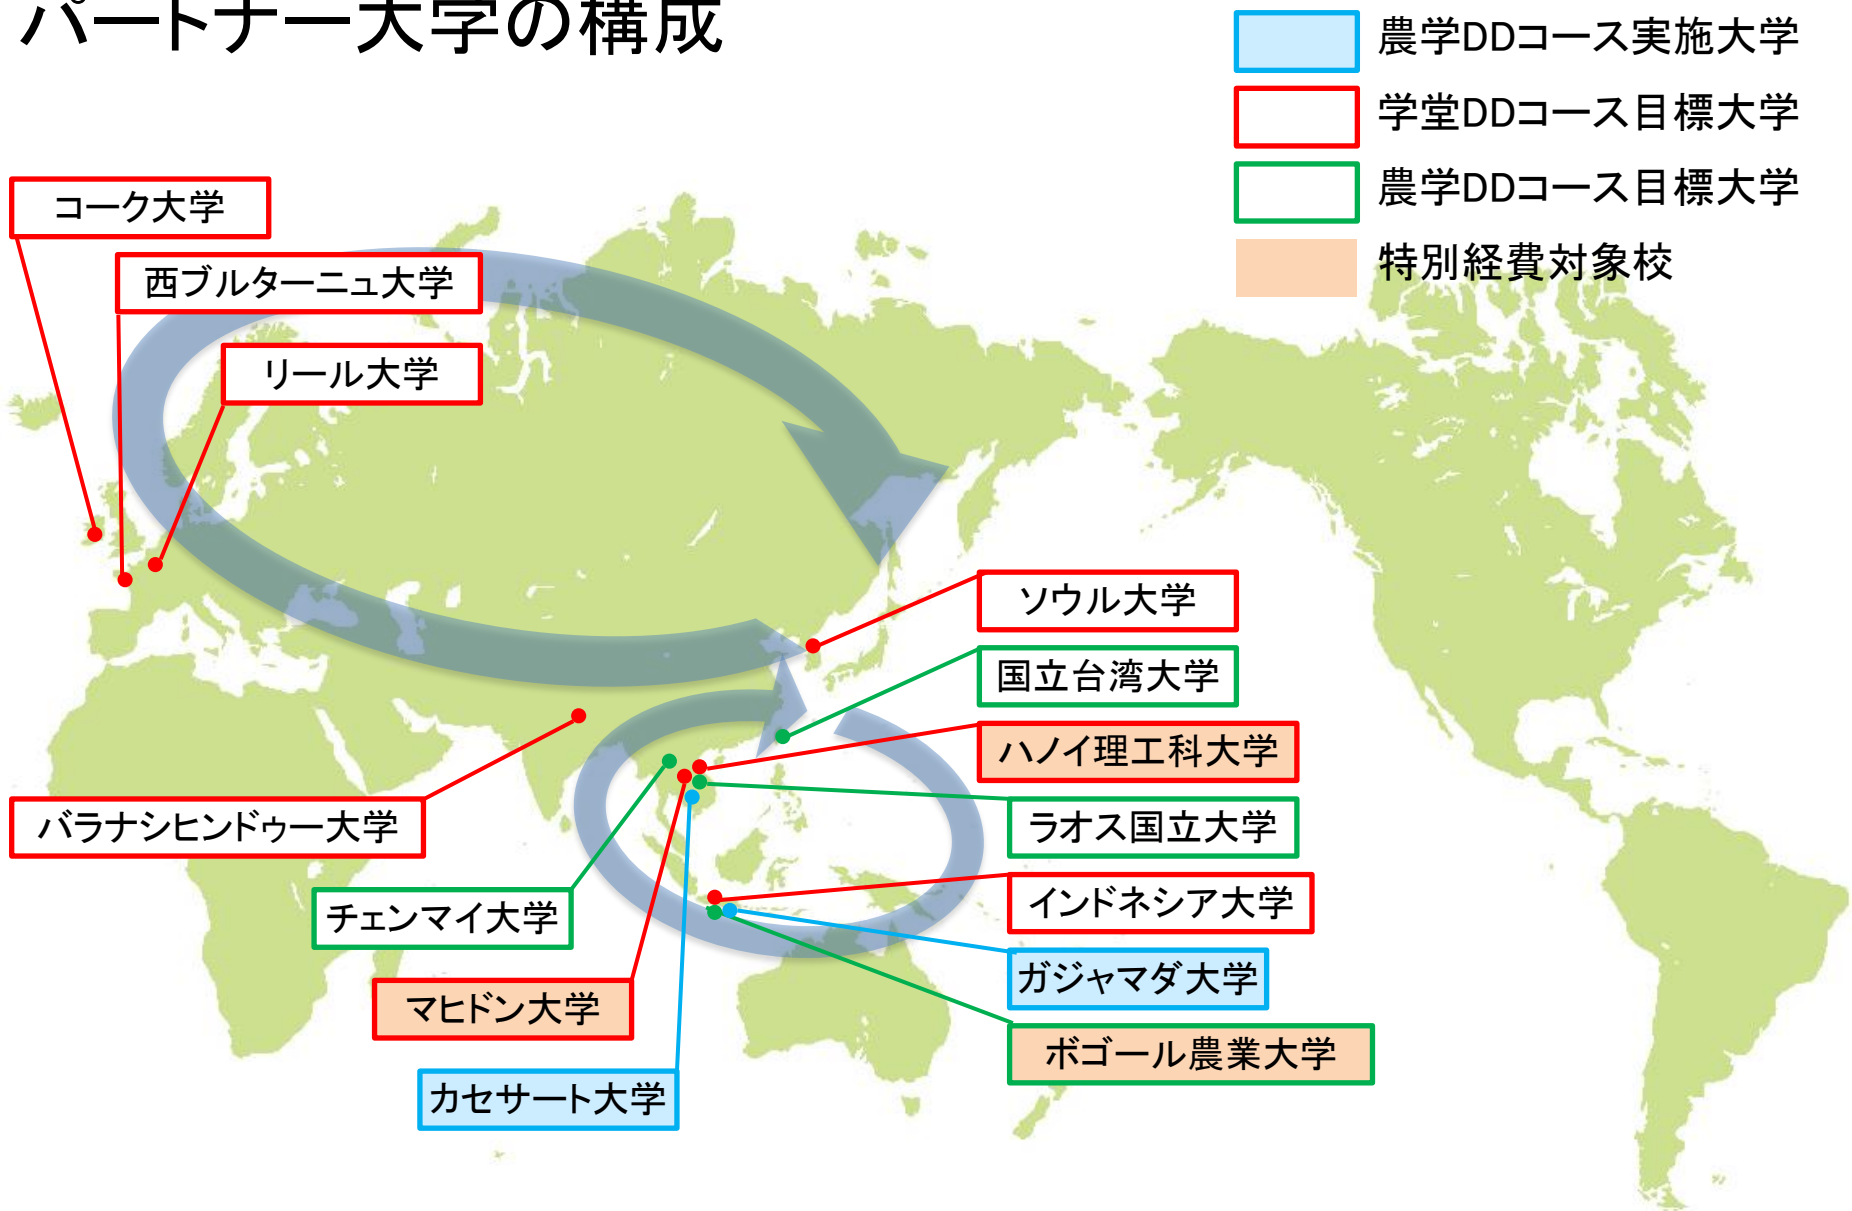 パートナー大学の構成
農学DDコース実施大学
学堂DDコース目標大学
農学DDコース目標大学
特別経費対象校
コーク大学
西ブルターニュ大学
リール大学
ソウル大学
国立台湾大学
ハノイ理工科大学
バラナシヒンドゥー大学
ラオス国立大学
チェンマイ大学
インドネシア大学
ガジャマダ大学
マヒドン大学
ボゴール農業大学
カセサート大学